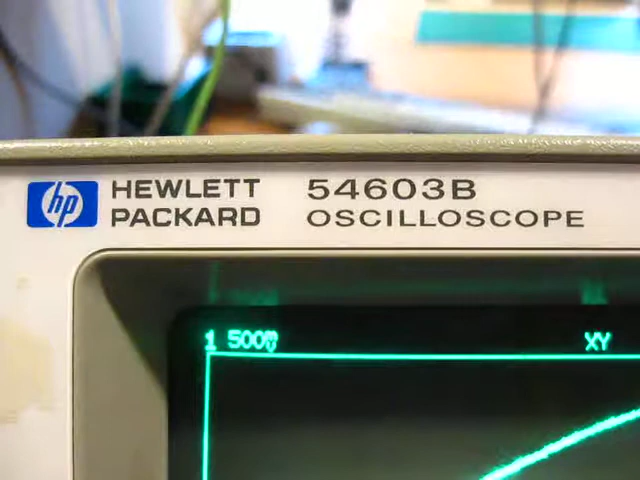 hp HEWLETT PACKARD
54603B
OSCILLOSCOPE
1 500mV
XY